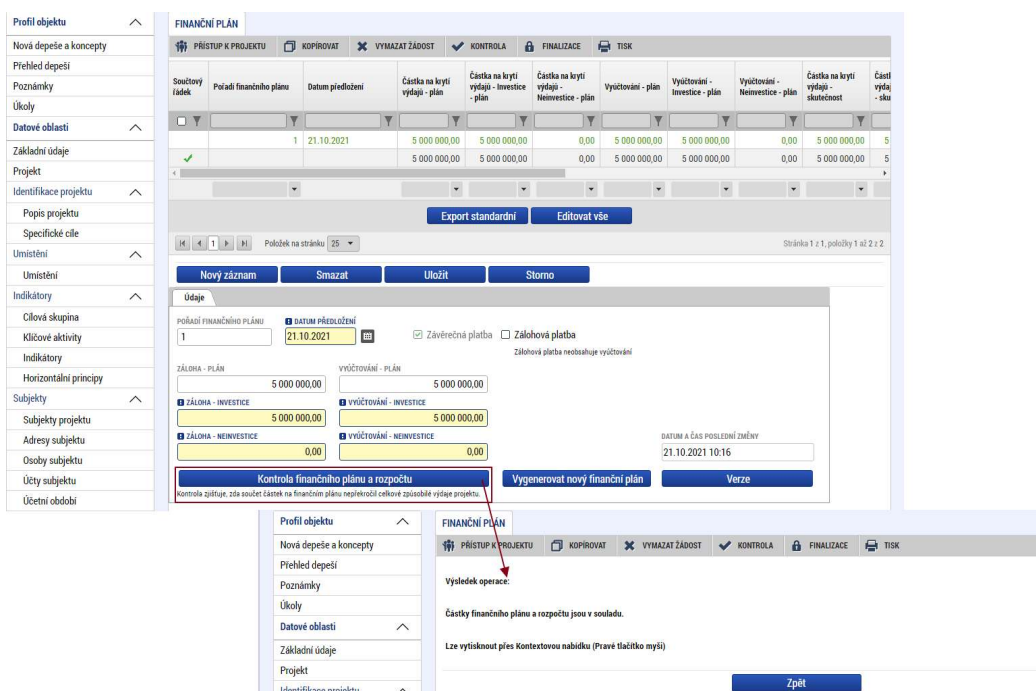 Profil objektu
Nová depeše a koncepty
Přehled depeší
Poznámky
Úkoly
Datové oblasti
Základní údaje
Projekt
Identifikace projektu
Popis projektu
Specifické cíle
Umístění
Umístění
Indikátory
Cílová skupina
Klíčové aktivity
Indikátory
Horizontální principy
Subjekty
Subjekty projektu
Adresy subjektu
Osoby subjektu
Účty subjektu
Účetní období
FINANČNÍ PLÁN
PŘÍSTUP K PROJEKTU KOPÍROVAT VYMAZAT ŽÁDOST KONTROLA FINALIZACE TISK
Součtový řádek
Pořadí finančního plánu
Datum předložení
Částka na krytí výdajů - plán
Částka na krytí výdajů - Investice - plán
Částka na krytí výdajů - Neinvestice - plán
Vyúčtování - plán
Vyúčtování - Investice - plán
Vyúčtování - Neinvestice - plán
Částka na krytí výdajů - skutečnost
1 21.10.2021 5 000 000,00 5 000 000,00 0,00 5 000 000,00 5 000 000,00 0,00 5 000 000,00 5
5 000 000,00 5 000 000,00 0,00 5 000 000,00 5 000 000,00 0,00 5 000 000,00 5
Export standardní Editovat vše
1 Položek na stránku 25 Stránka 1 z 1, položky 1 až 2 z 2
Nový záznam Smazat Uložit Storno
Údaje
POŘADÍ FINANČNÍHO PLÁNU DATUM PŘEDLOŽENÍ
1 21.10.2021 Závěrečná platba Zálohová platba
Zálohová platba neobsahuje vyúčtování
ZÁLOHA - PLÁN VYÚČTOVÁNÍ - PLÁN
5 000 000,00 5 000 000,00
ZÁLOHA - INVESTICE VYÚČTOVÁNÍ - INVESTICE
5 000 000,00 5 000 000,00
ZÁLOHA - NEINVESTICE VYÚČTOVÁNÍ - NEINVESTICE DATUM A ČAS POSLEDNÍ ZMĚNY
0,00 0,00 21.10.2021 10:16
Kontrola finančního plánu a rozpočtu Vygenerovat nový finanční plán Verze
Kontrola zjišťuje, zda součet částek na finančním plánu nepřekročil celkové způsobilé výdaje projektu.
Profil objektu
Nová depeše a koncepty
Přehled depeší
Poznámky
Úkoly
Datové oblasti
Základní údaje
Projekt
Identifikace projektu
FINANČNÍ PLÁN
PŘÍSTUP K PROJEKTU KOPÍROVAT VYMAZAT ŽÁDOST KONTROLA FINALIZACE TISK
Výsledek operace:
Částky finančního plánu a rozpočtu jsou v souladu.
Lze vytisknout přes Kontextovou nabídku (Pravé tlačítko myši)
Zpět